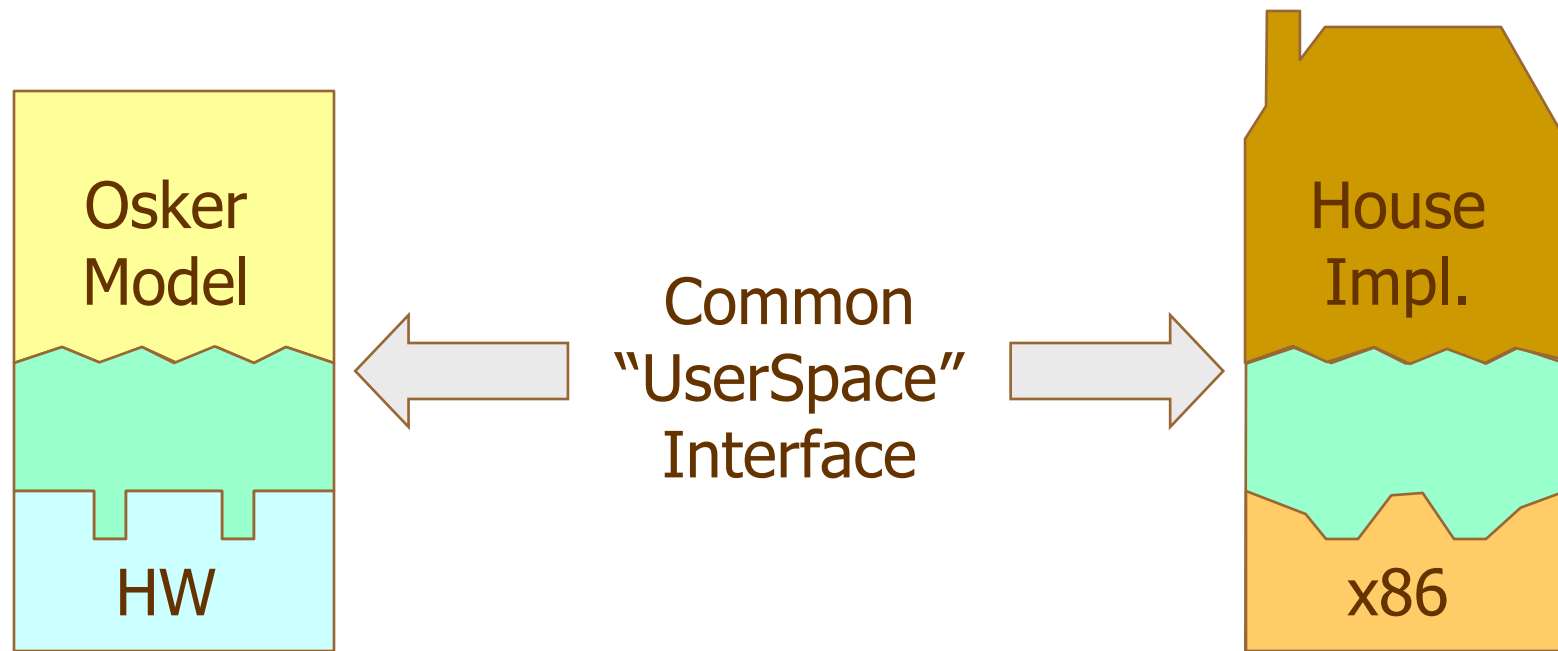 Osker
Model
HW
Common
“UserSpace”
Interface
House
Impl.
x86